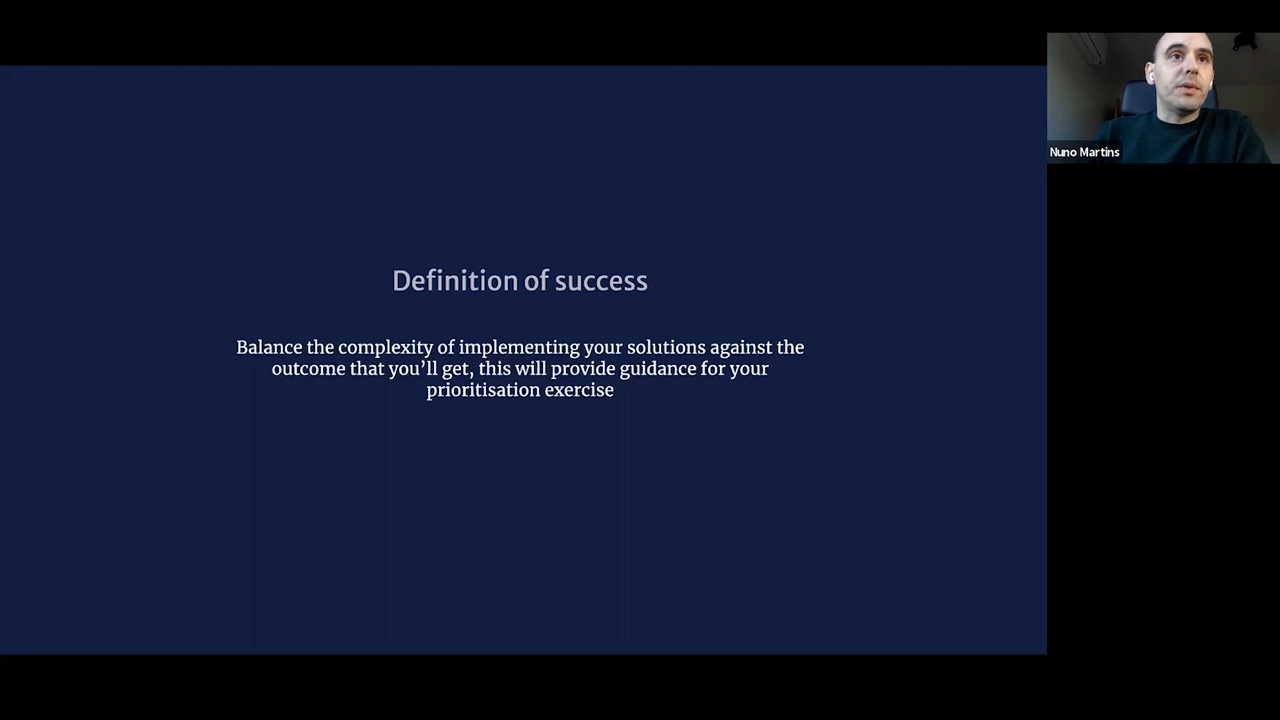 Definition of success
Balance the complexity of implementing your solutions against the
outcome that you’ll get, this will provide guidance for your
prioritisation exercise
Nuno Martins